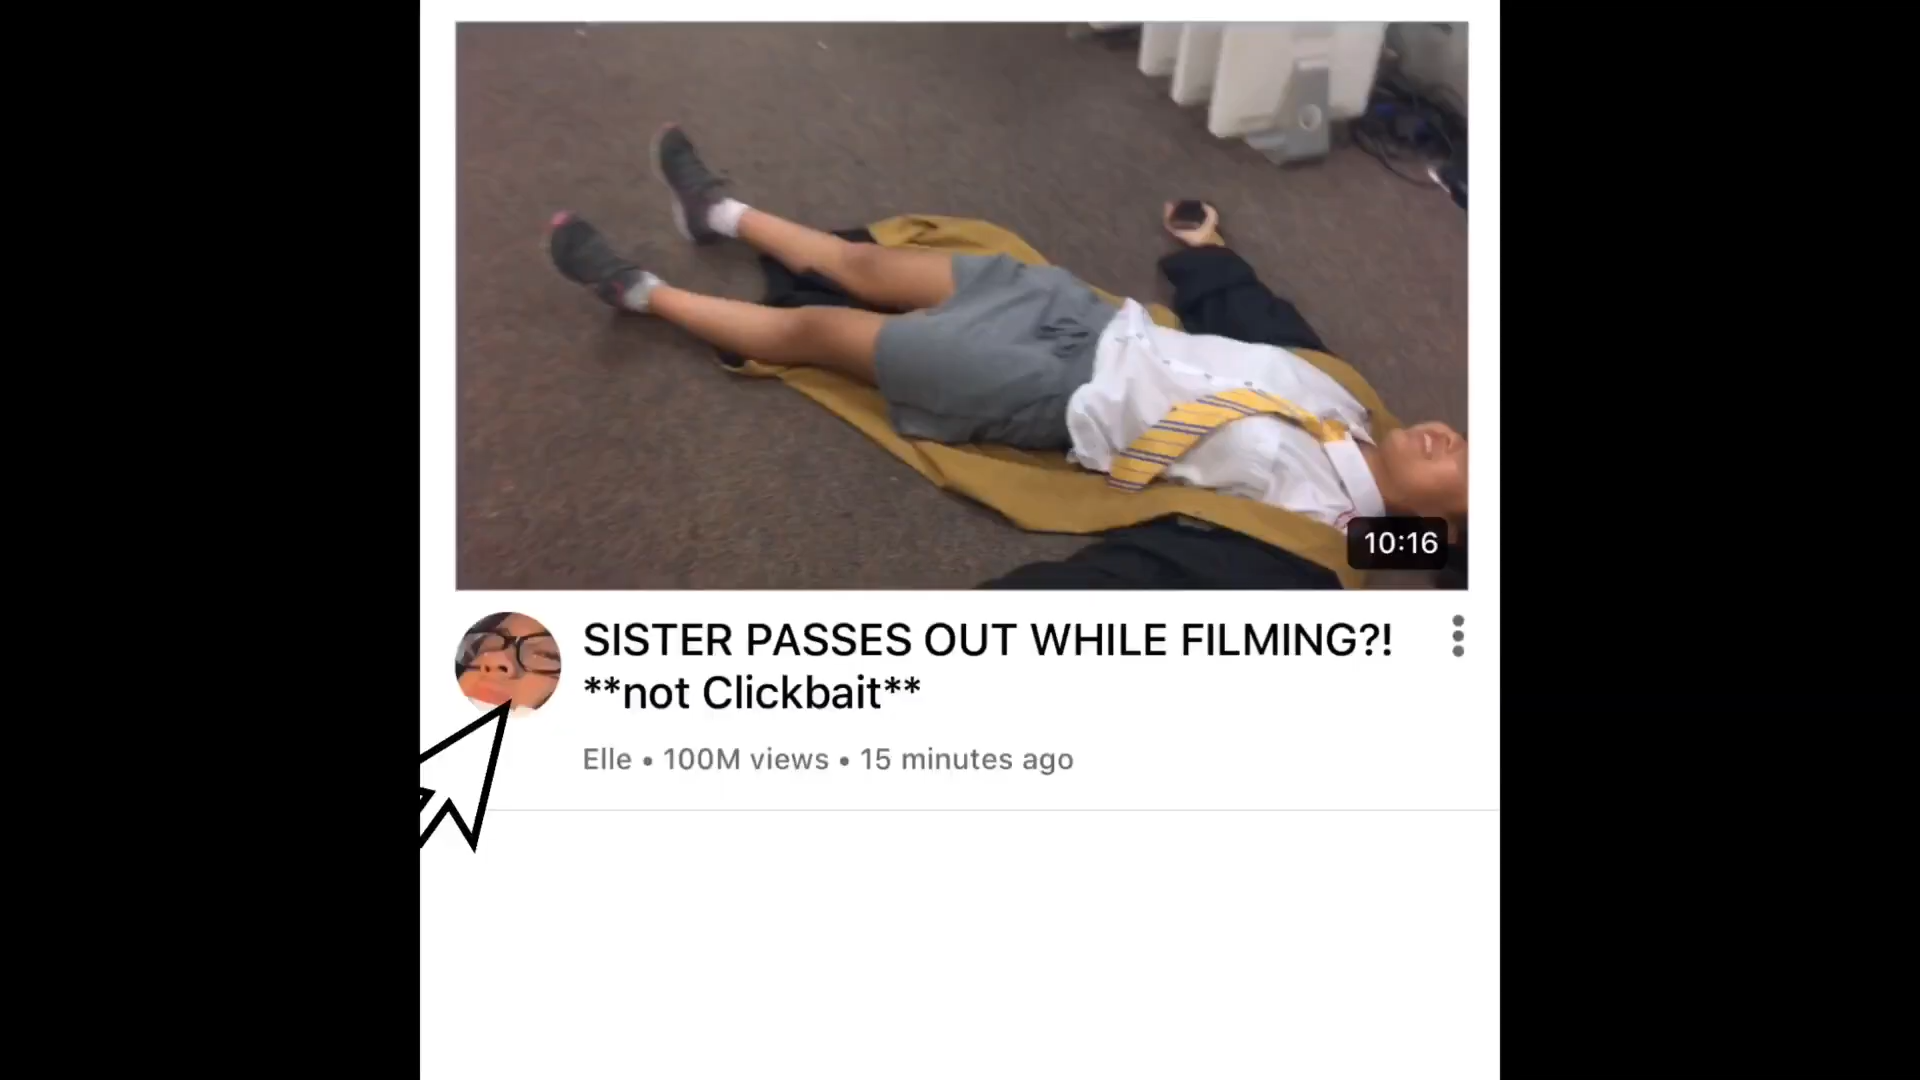 10:16
SISTER PASSES OUT WHILE FILMING?!
**not Clickbait**
Elle • 100M views • 15 minutes ago